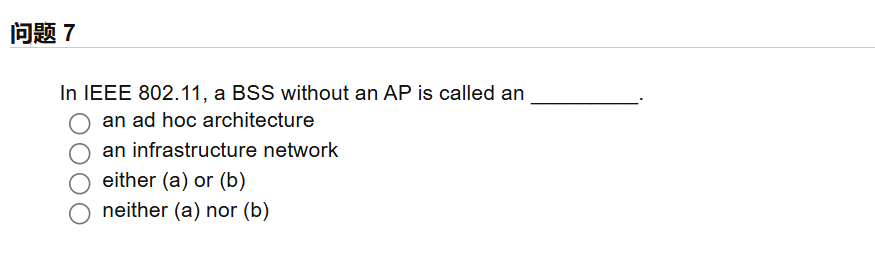 问题 7
In IEEE 802.11, a BSS without an AP is called an __________.
an ad hoc architecture
an infrastructure network
either (a) or (b)
neither (a) nor (b)